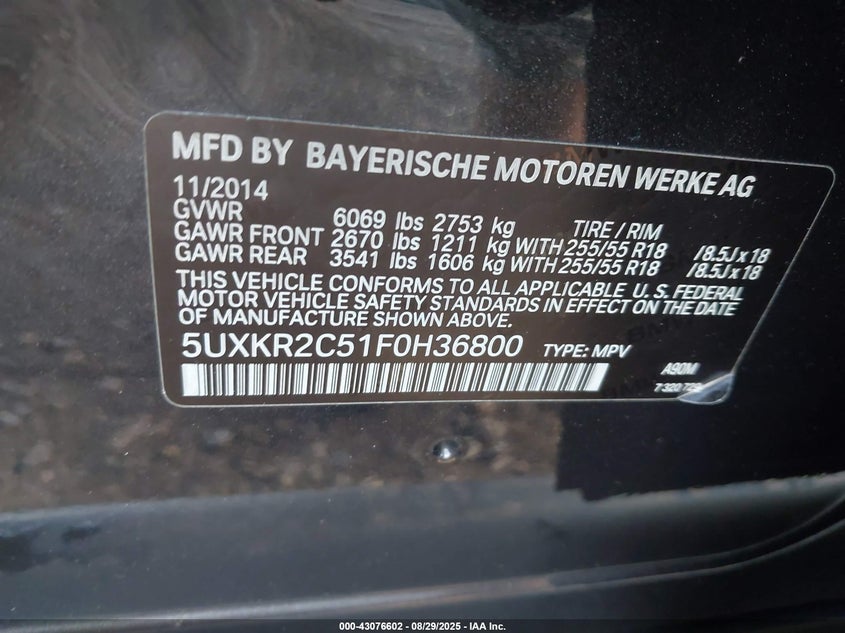 MFD BY BAYERISCHE MOTOREN WERKE AG
11/2014
GVWR 6069 lbs 2753 kg TIRE / RIM
GAWR FRONT 2670 lbs 1211 kg WITH 255/55 R18 /8.5J x 18
GAWR REAR 3541 lbs 1606 kg WITH 255/55 R18 /8.5J x 18
THIS VEHICLE CONFORMS TO ALL APPLICABLE U.S. FEDERAL
MOTOR VEHICLE SAFETY STANDARDS IN EFFECT ON THE DATE
OF MANUFACTURE SHOWN ABOVE.
5UXKR2C51F0H36800 TYPE: MPV A90M
7 320 729
000-43076602 - 08/29/2025 - IAA Inc.